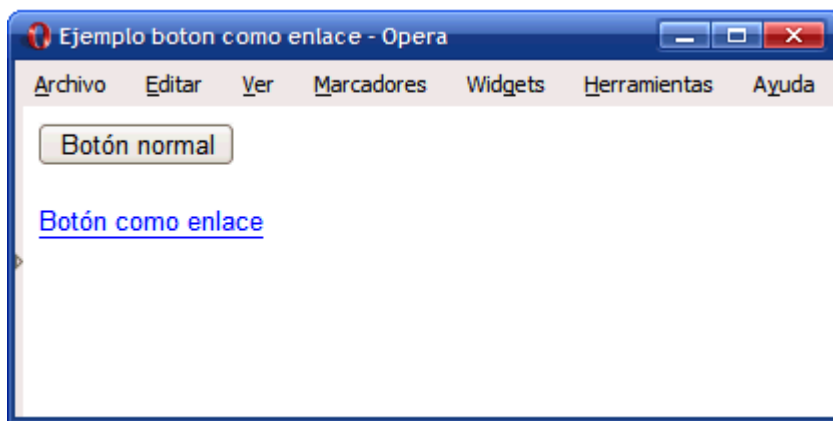 Ejemplo boton como enlace - Opera
Archivo Editar Ver Marcadores Widgets Herramientas Ayuda
Botón normal
Botón como enlace